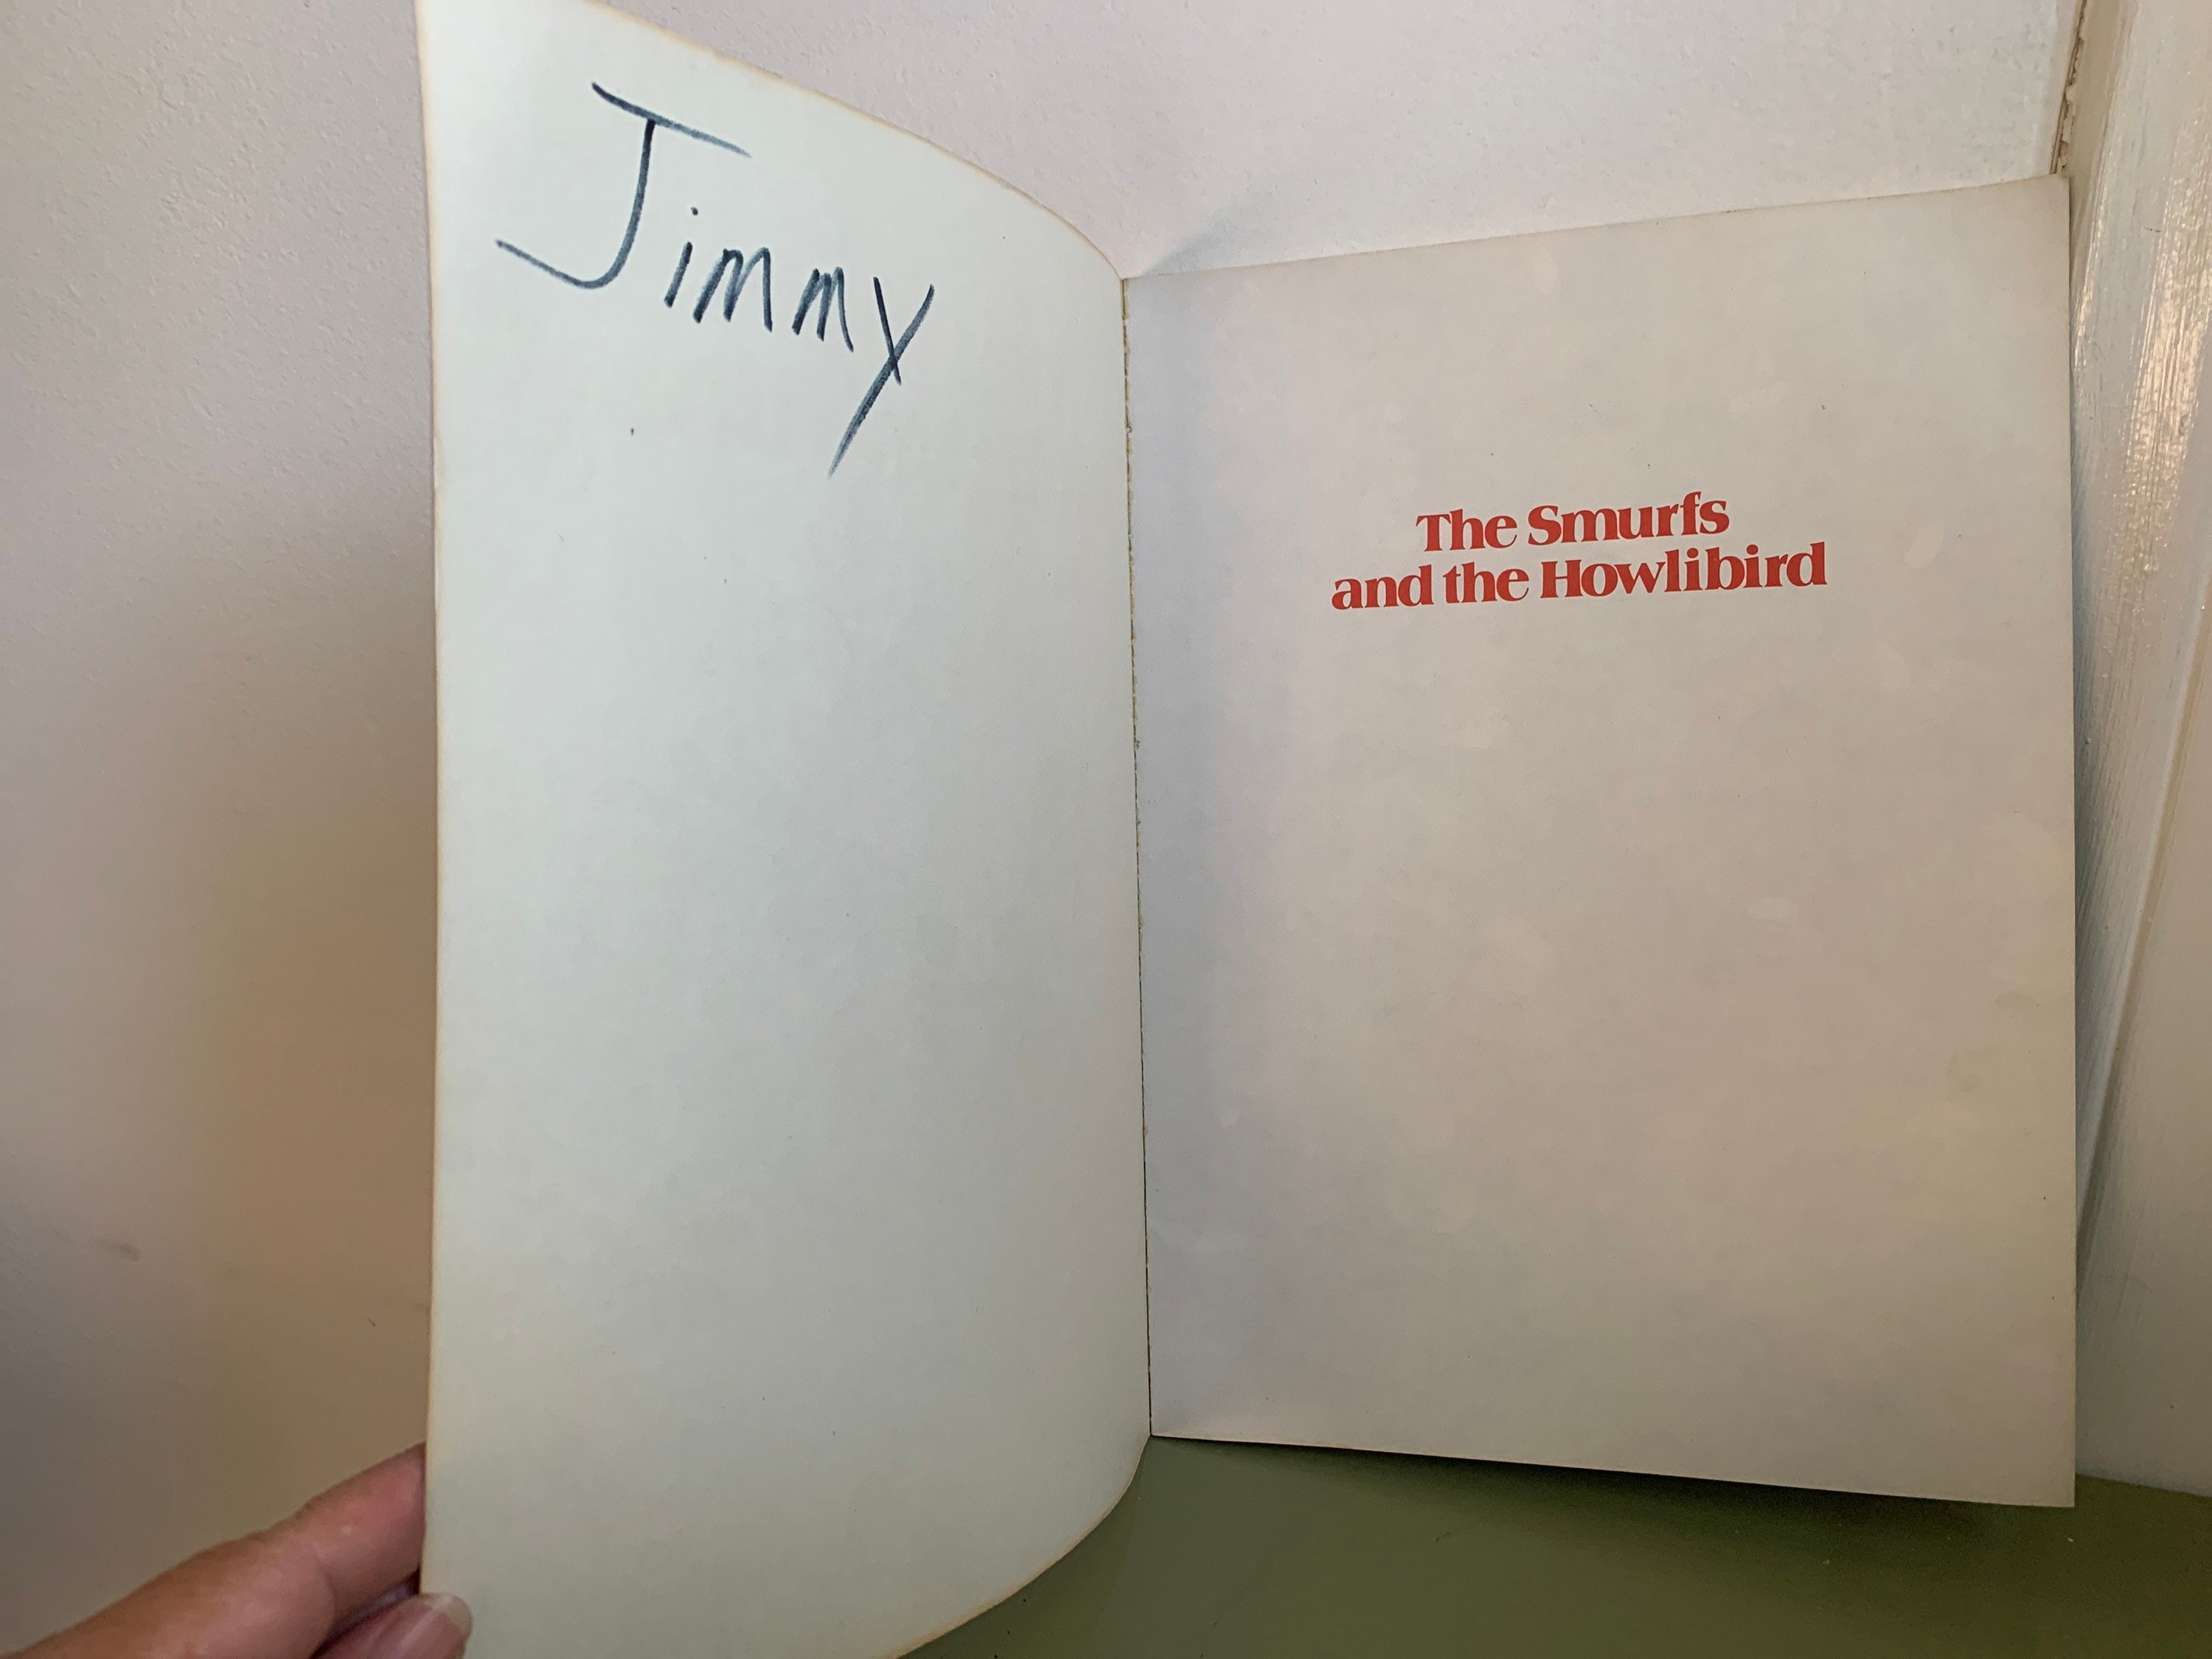 Jimmy
The Smurfs
and the Howlibird